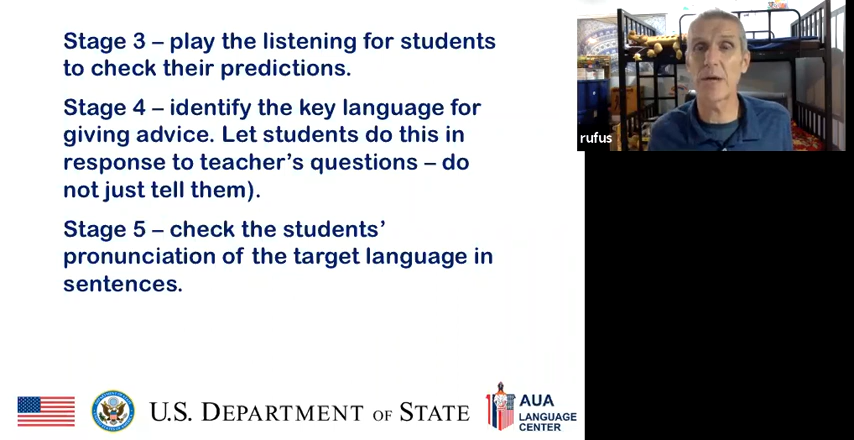 Stage 3 – play the listening for students
to check their predictions.
Stage 4 – identify the key language for
giving advice. Let students do this in
response to teacher’s questions – do
not just tell them).
Stage 5 – check the students’
pronunciation of the target language in
sentences.
rufus
U.S. DEPARTMENT OF STATE
AUA
LANGUAGE
CENTER